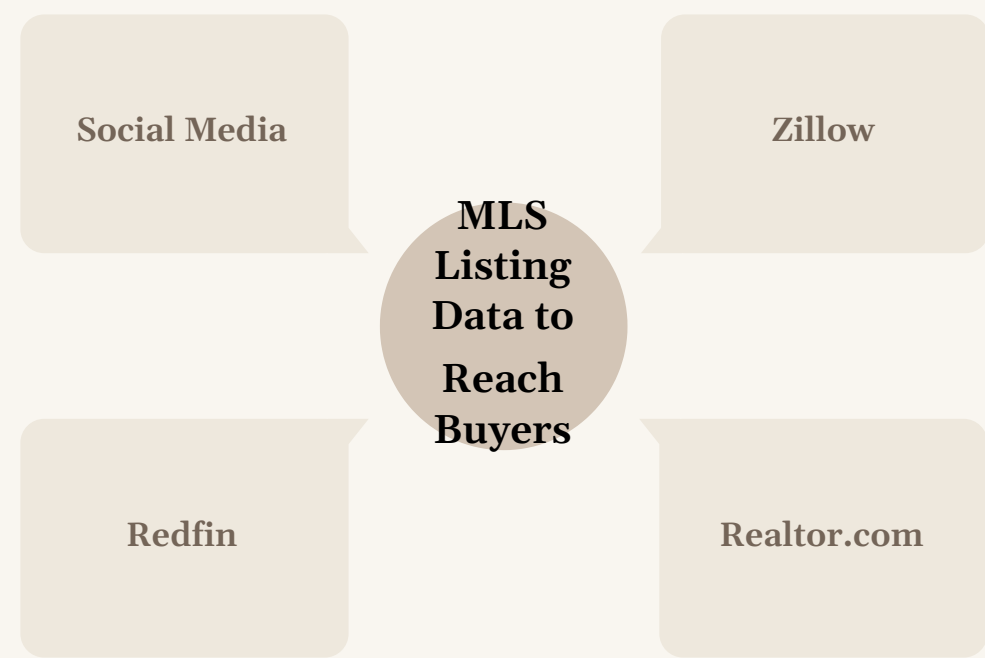 Social Media
Zillow
MLS
Listing
Data to
Reach
Buyers
Redfin
Realtor.com